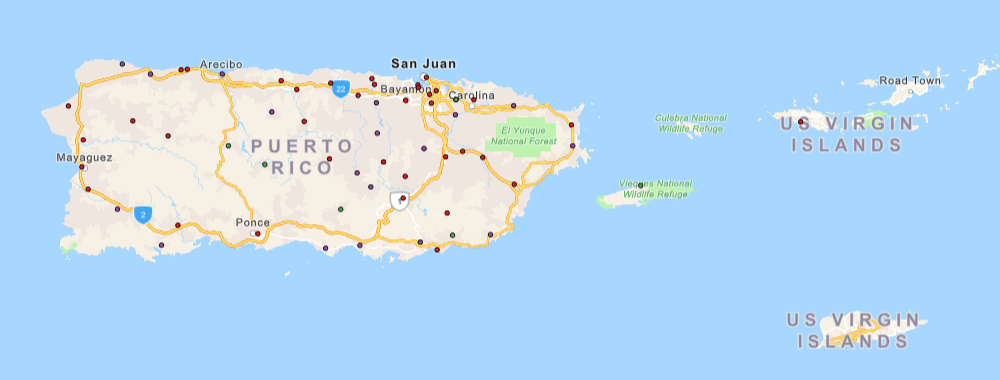 San Juan
Arecibo
22
Bayamon
Carolina
Road Town
Culebra National
Wildlife Refuge
US VIRGIN
ISLANDS
El Yunque
National Forest
PUERTO
RICO
Mayaguez
Vieques National
Wildlife Refuge
1
2
Ponce
US VIRGIN
ISLANDS